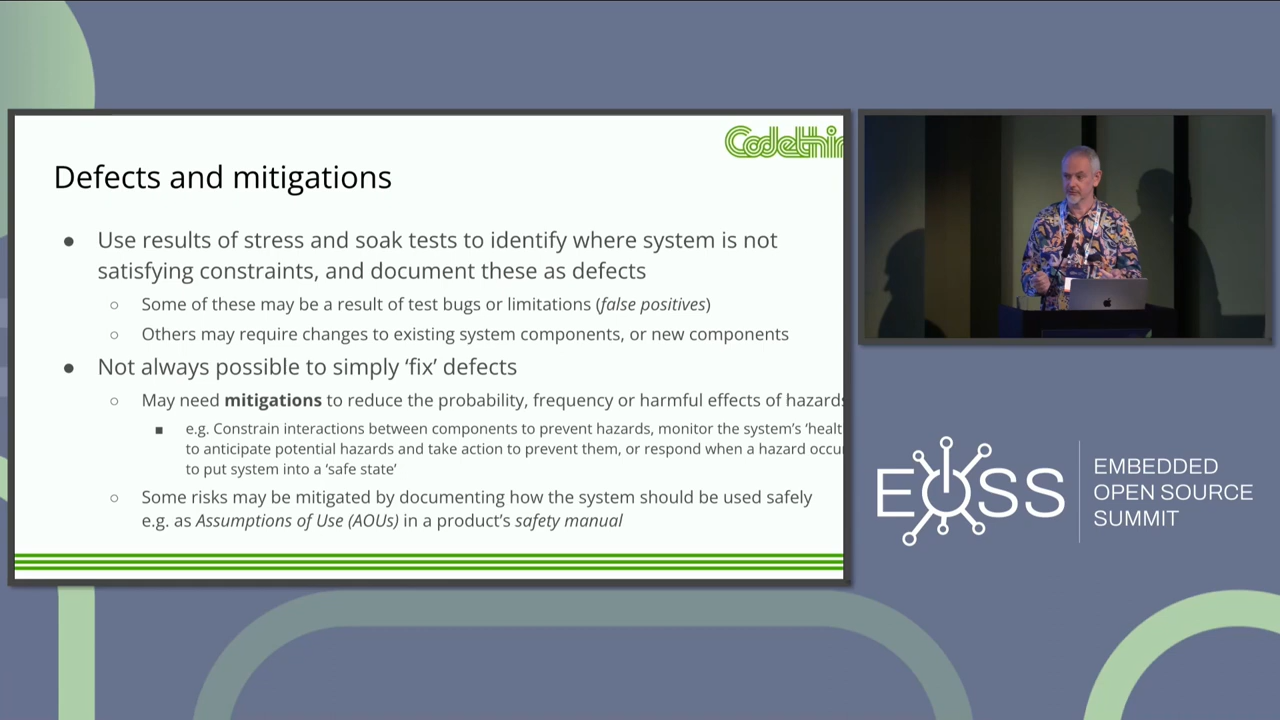 Codethin
Defects and mitigations
● Use results of stress and soak tests to identify where system is not
satisfying constraints, and document these as defects
○ Some of these may be a result of test bugs or limitations (false positives)
○ Others may require changes to existing system components, or new components
● Not always possible to simply ‘fix’ defects
○ May need mitigations to reduce the probability, frequency or harmful effects of hazards
■ e.g. Constrain interactions between components to prevent hazards, monitor the system’s ‘healt
to anticipate potential hazards and take action to prevent them, or respond when a hazard occur
to put system into a ‘safe state’
○ Some risks may be mitigated by documenting how the system should be used safely
e.g. as Assumptions of Use (AOUs) in a product’s safety manual
EOSS
EMBEDDED
OPEN SOURCE
SUMMIT